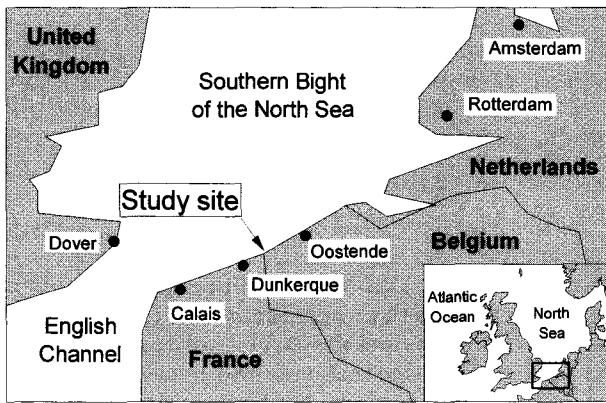 United
Kingdom
Southern Bight
of the North Sea
Amsterdam
Rotterdam
Netherlands
Study site
Dover
Oostende
Belgium
Dunkerque
Calais
English
Channel
France
Atlantic
Ocean
North
Sea